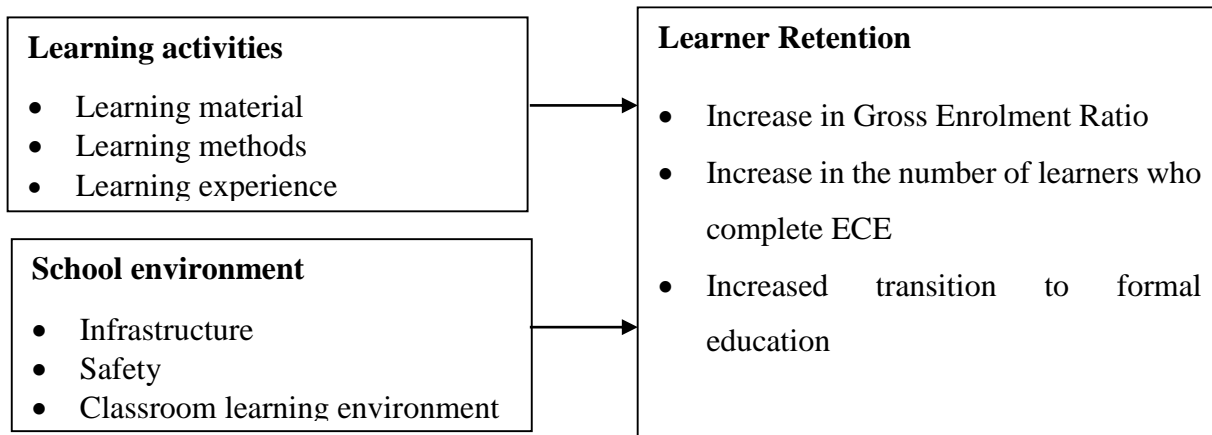 Learning activities
• Learning material
• Learning methods
• Learning experience
School environment
• Infrastructure
• Safety
• Classroom learning environment
Learner Retention
• Increase in Gross Enrolment Ratio
• Increase in the number of learners who
complete ECE
• Increased transition to formal
education